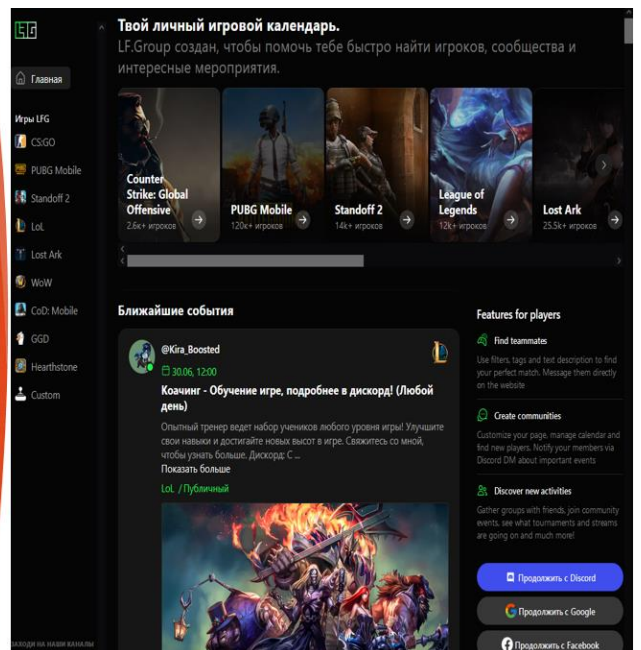 LFG
Главная
Игры LFG
CS:GO
PUBG Mobile
Standoff 2
LoL
Lost Ark
WoW
CoD: Mobile
GGD
Hearthstone
Custom
ЗАХОДИ НА НАШИ КАНАЛЫ
Твой личный игровой календарь.
LF.Group создан, чтобы помочь тебе быстро найти игроков, сообщества и
интересные мероприятия.
Counter
Strike: Global
Offensive
2.6к+ игроков
PUBG Mobile
120к+ игроков
Standoff 2
14k+ игроков
League of
Legends
12k+ игроков
Lost Ark
25.5k+ игроков
Ближайшие события
@Kira_Boosted
30.06, 12:00
Коачинг - Обучение игре, подробнее в дискорд! (Любой
день)
Опытный тренер ведет набор учеников любого уровня игры! Улучшите
свои навыки и достигайте новых высот в игре. Свяжитесь со мной,
чтобы узнать больше. Дискорд: С ...
Показать больше
LoL / Публичный
Features for players
Find teammates
Use filters, tags and text description to find
your perfect match. Message them directly
on the website
Create communities
Customize your page, manage calendar and
find new players. Notify your members via
Discord DM about important events
Discover new activities
Gather groups with friends, join community
events, see what tournaments and streams
are going on and much more!
Продолжить с Discord
Продолжить с Google
Продолжить с Facebook